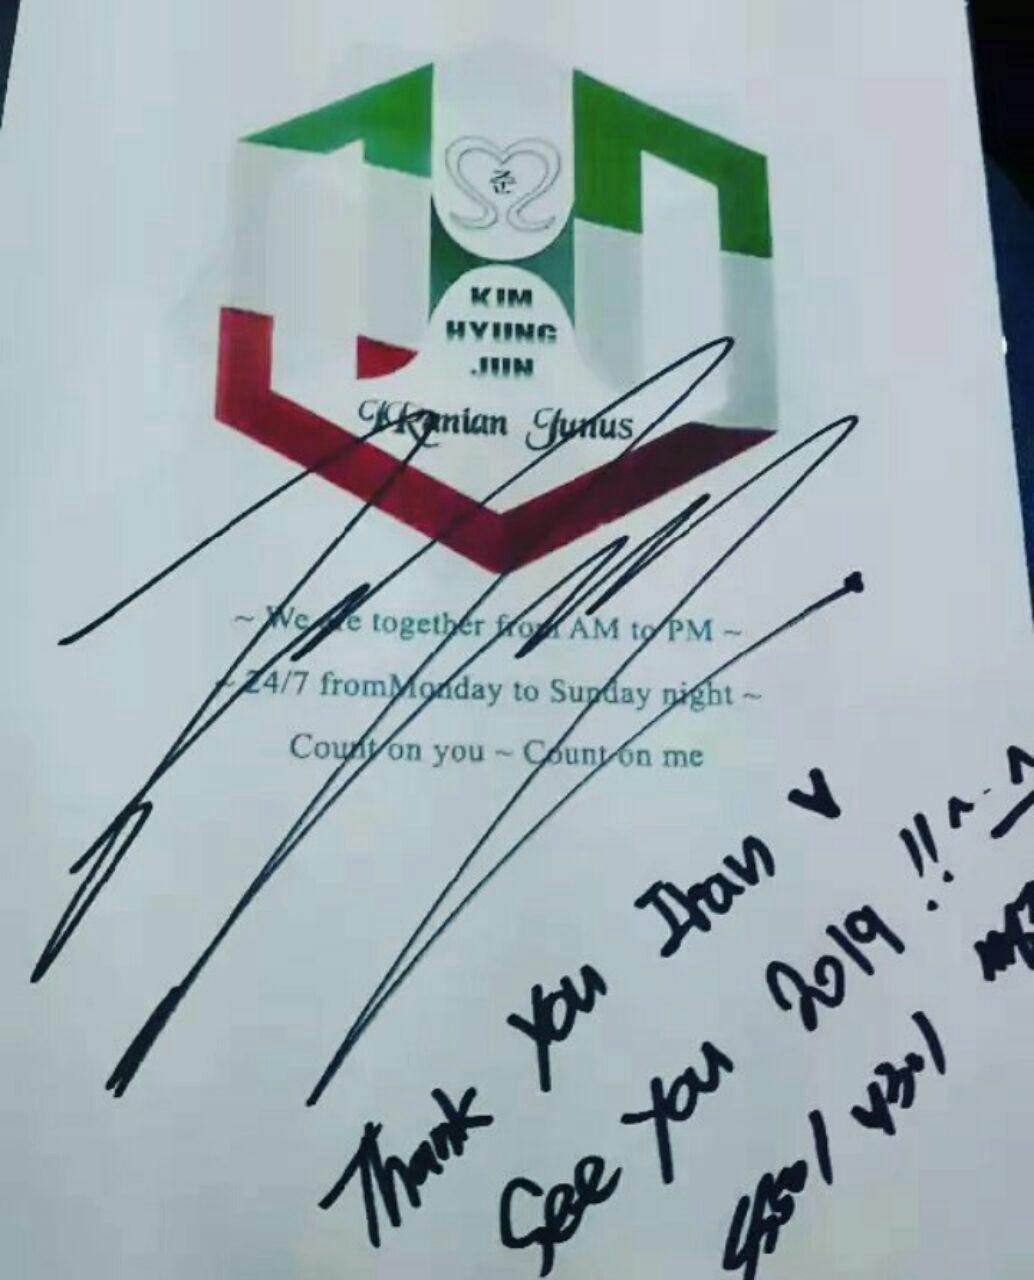 준
KIM
HYUNG
JUN
IRanian Junus
~ We are together from AM to PM ~
~ 24/7 fromMonday to Sunday night ~
Count on you ~ Count on me
Thank you Iran v
See you 2019 !! ^.^